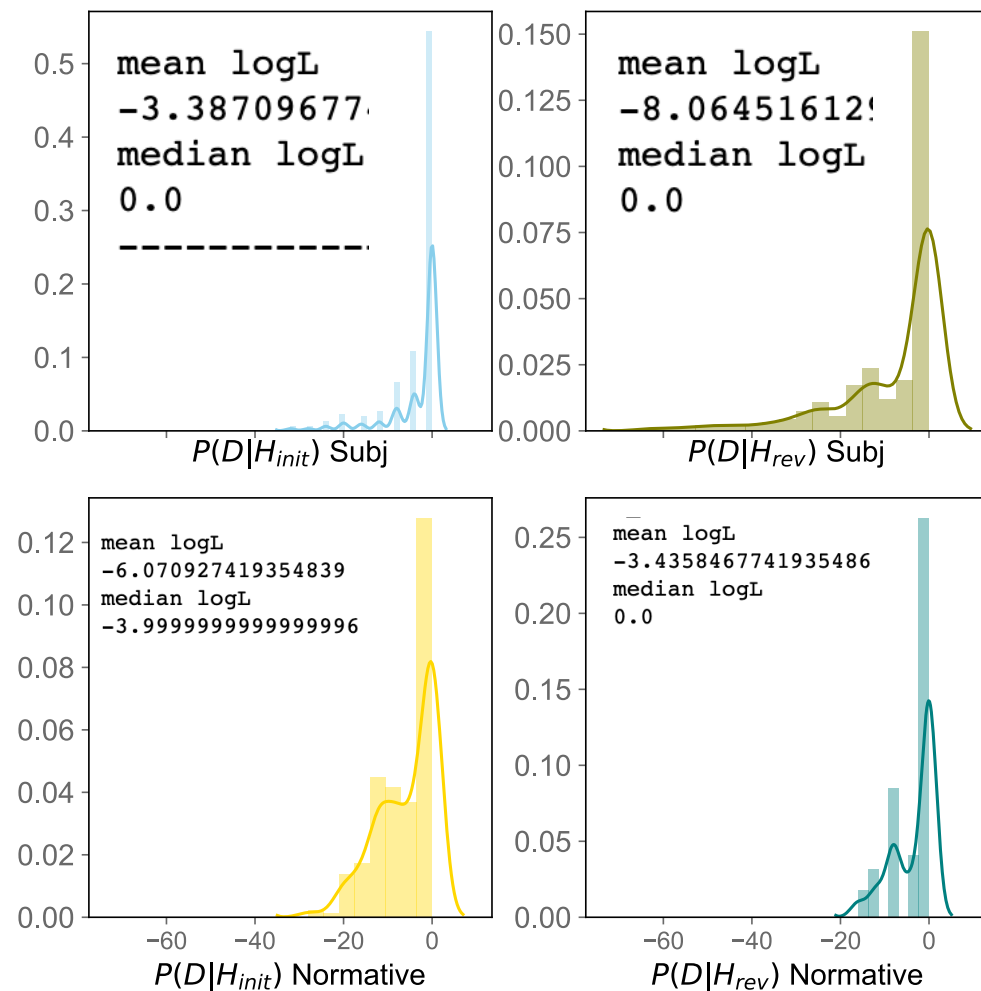 mean logL
-3.387096774
median logL
0.0
------------
0.5
0.4
0.3
0.2
0.1
0.0
P(D|H_init) Subj
mean logL
-8.064516129
median logL
0.0
0.150
0.125
0.100
0.075
0.050
0.025
0.000
P(D|H_rev) Subj
mean logL
-6.070927419354839
median logL
-3.9999999999999996
0.12
0.10
0.08
0.06
0.04
0.02
0.00
−60 −40 −20 0
P(D|H_init) Normative
mean logL
-3.4358467741935486
median logL
0.0
0.25
0.20
0.15
0.10
0.05
0.00
−60 −40 −20 0
P(D|H_rev) Normative